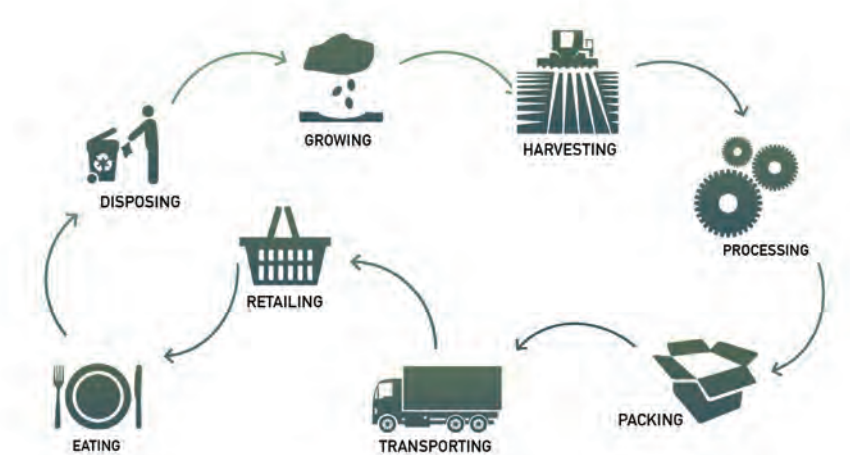 GROWING
HARVESTING
DISPOSING
PROCESSING
RETAILING
PACKING
EATING
TRANSPORTING